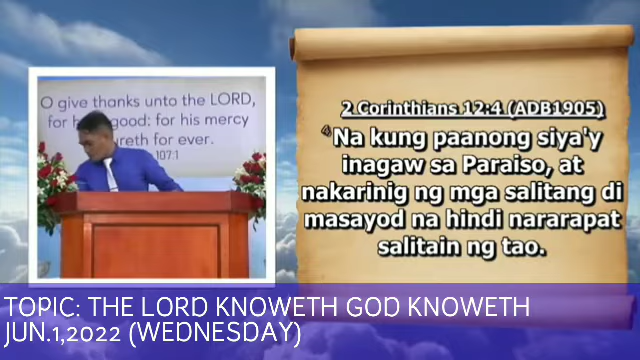 O give thanks unto the LORD,
for good: for his mercy
ureth for ever.
107:1
2 Corinthians 12:4 (ADB1905)
4 Na kung paanong siya'y
inagaw sa Paraiso, at
nakarinig ng mga salitang di
masayod na hindi nararapat
salitain ng tao.
TOPIC: THE LORD KNOWETH GOD KNOWETH
JUN.1,2022 (WEDNESDAY)